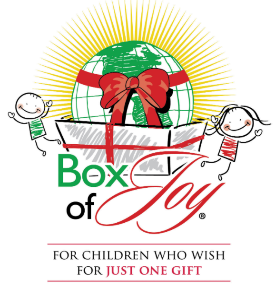 Box
of Joy®
FOR CHILDREN WHO WISH
FOR JUST ONE GIFT